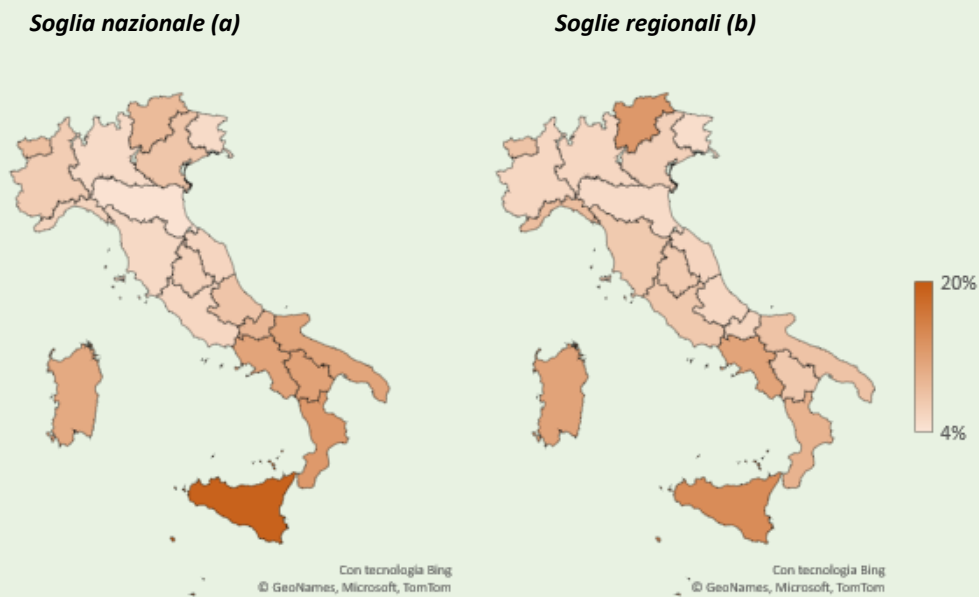 Soglia nazionale (a)
Soglie regionali (b)
20%
4%
Con tecnologia Bing
© GeoNames, Microsoft, TomTom
Con tecnologia Bing
© GeoNames, Microsoft, TomTom